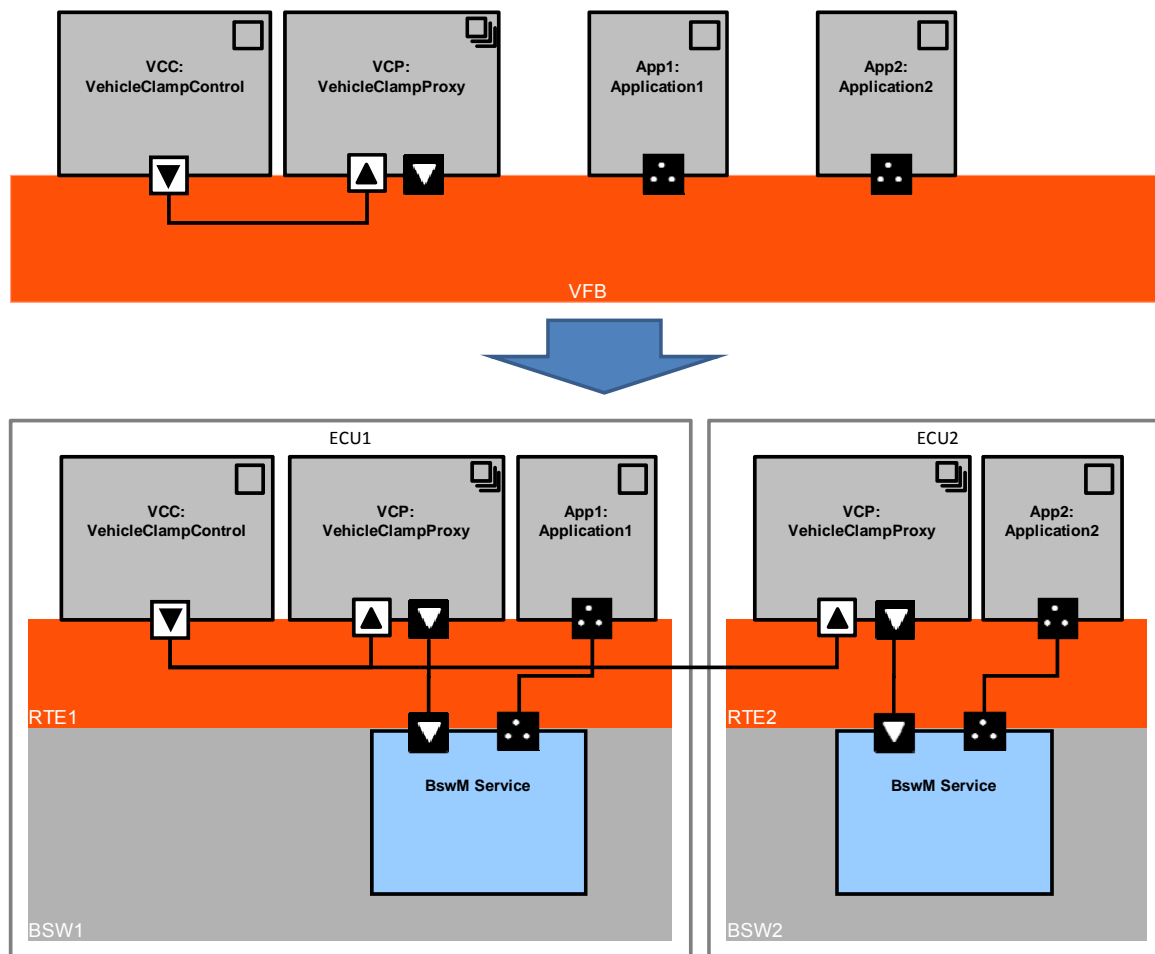 VCC:
VehicleClampControl
VCP:
VehicleClampProxy
App1:
Application1
App2:
Application2
VFB
ECU1
ECU2
VCC:
VehicleClampControl
VCP:
VehicleClampProxy
App1:
Application1
VCP:
VehicleClampProxy
App2:
Application2
RTE1
RTE2
BswM Service
BswM Service
BSW1
BSW2